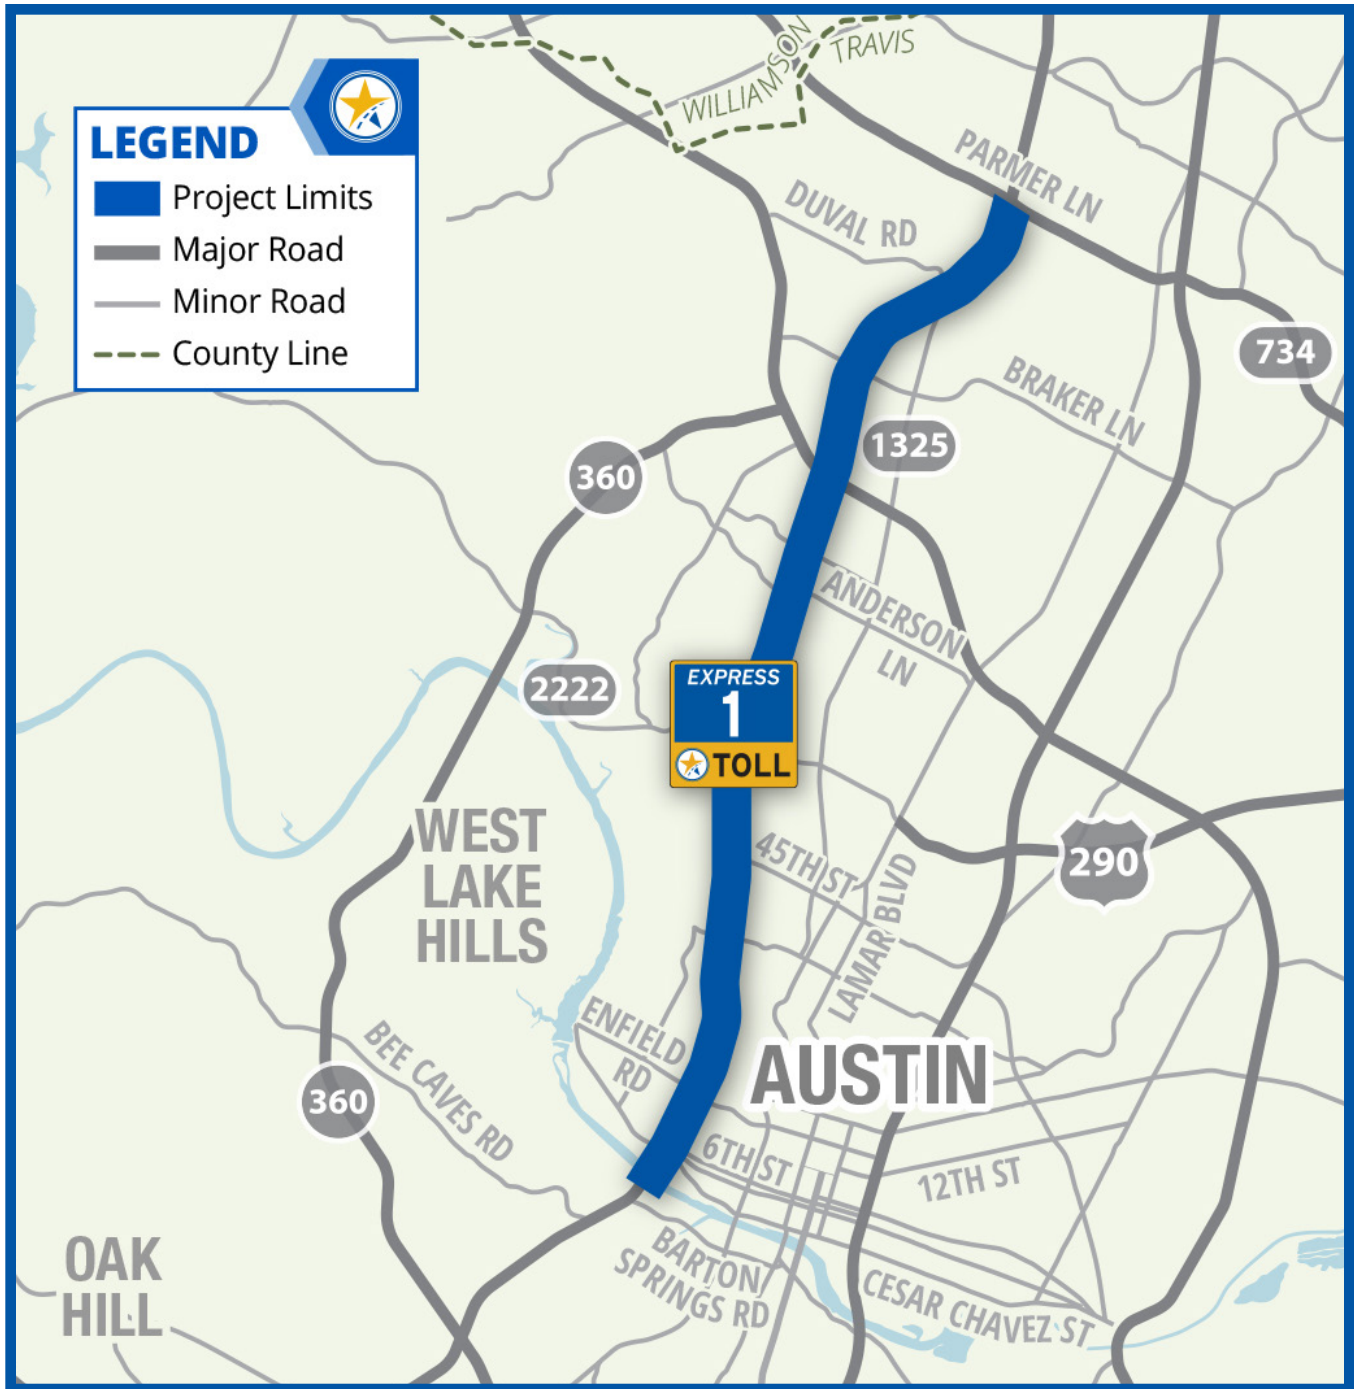 WILLIAMSON
TRAVIS
LEGEND
Project Limits
Major Road
Minor Road
County Line
PARMER LN
DUVAL RD
734
BRAKER LN
1325
360
ANDERSON
LN
2222
EXPRESS
1
TOLL
WEST
LAKE
HILLS
45TH ST
290
LAMAR BLVD
ENFIELD
RD
BEE CAVES RD
AUSTIN
360
6TH ST
12TH ST
OAK
HILL
BARTON
SPRINGS RD
CESAR CHAVEZ ST